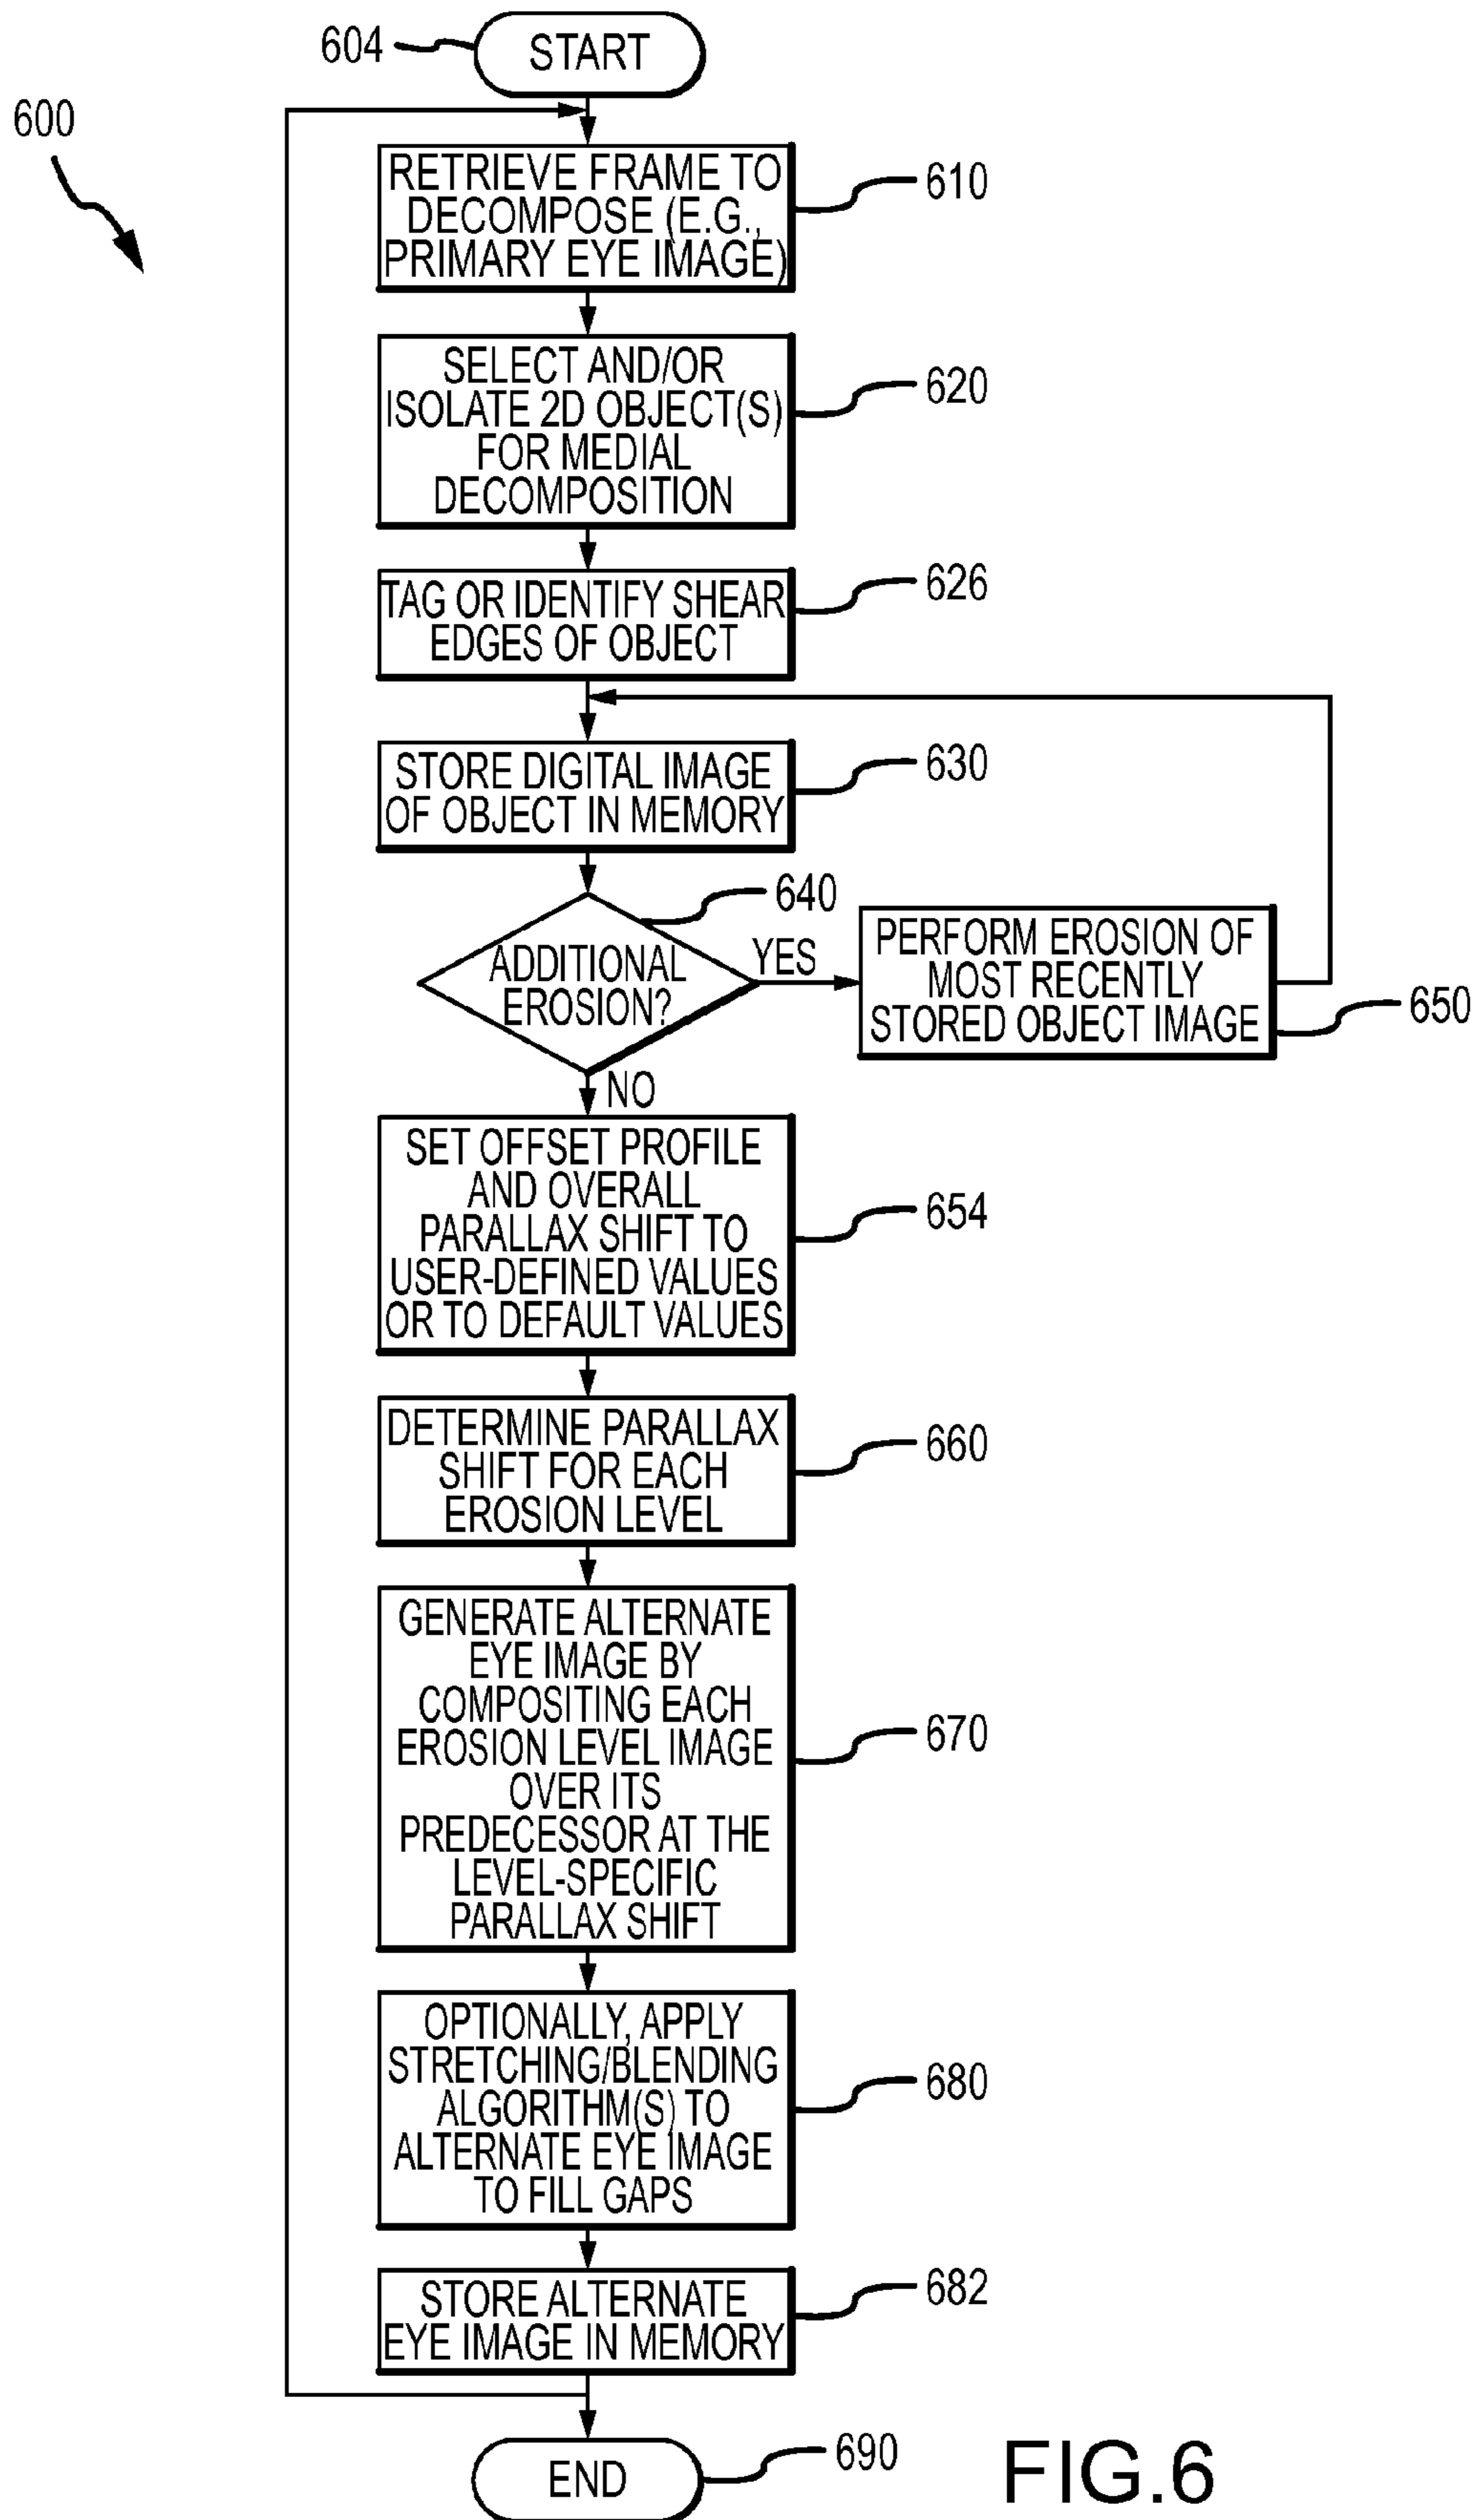 604
START
600
RETRIEVE FRAME TO
DECOMPOSE (E.G.,
PRIMARY EYE IMAGE)
610
SELECT AND/OR
ISOLATE 2D OBJECT(S)
FOR MEDIAL
DECOMPOSITION
620
TAG OR IDENTIFY SHEAR
EDGES OF OBJECT
626
STORE DIGITAL IMAGE
OF OBJECT IN MEMORY
630
640
ADDITIONAL
EROSION?
YES
PERFORM EROSION OF
MOST RECENTLY
STORED OBJECT IMAGE
650
NO
SET OFFSET PROFILE
AND OVERALL
PARALLAX SHIFT TO
USER-DEFINED VALUES
OR TO DEFAULT VALUES
654
DETERMINE PARALLAX
SHIFT FOR EACH
EROSION LEVEL
660
GENERATE ALTERNATE
EYE IMAGE BY
COMPOSITING EACH
EROSION LEVEL IMAGE
OVER ITS
PREDECESSOR AT THE
LEVEL-SPECIFIC
PARALLAX SHIFT
670
OPTIONALLY, APPLY
STRETCHING/BLENDING
ALGORITHM(S) TO
ALTERNATE EYE IMAGE
TO FILL GAPS
680
STORE ALTERNATE
EYE IMAGE IN MEMORY
682
END
690
FIG.6